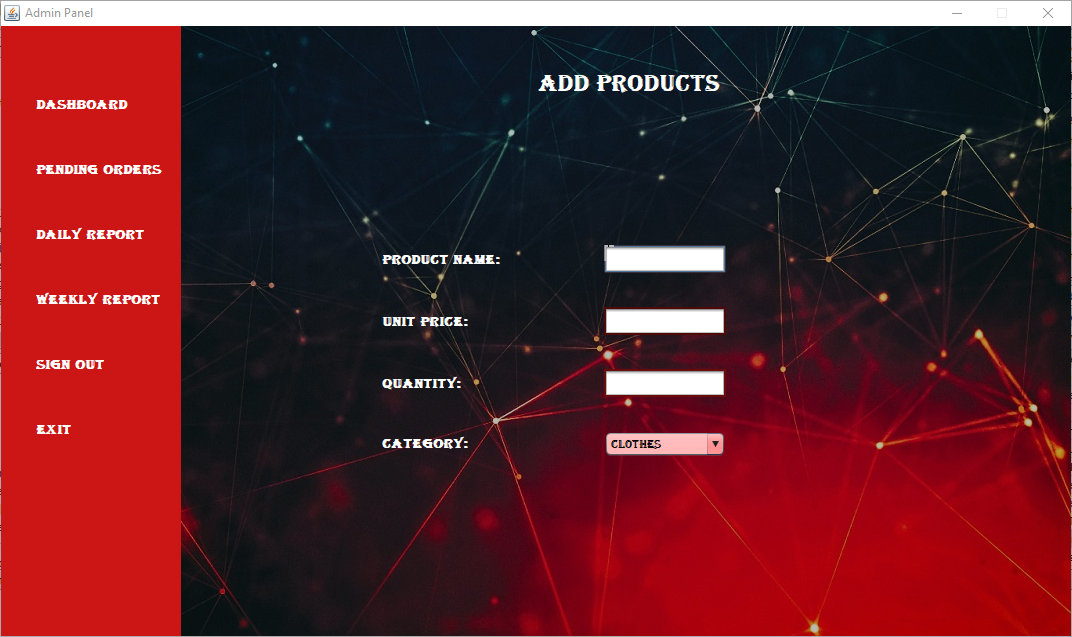 Admin Panel
ADD PRODUCTS
DASHBOARD
PENDING ORDERS
DAILY REPORT
WEEKLY REPORT
SIGN OUT
EXIT
PRODUCT NAME:
UNIT PRICE:
QUANTITY:
CATEGORY:
CLOTHES